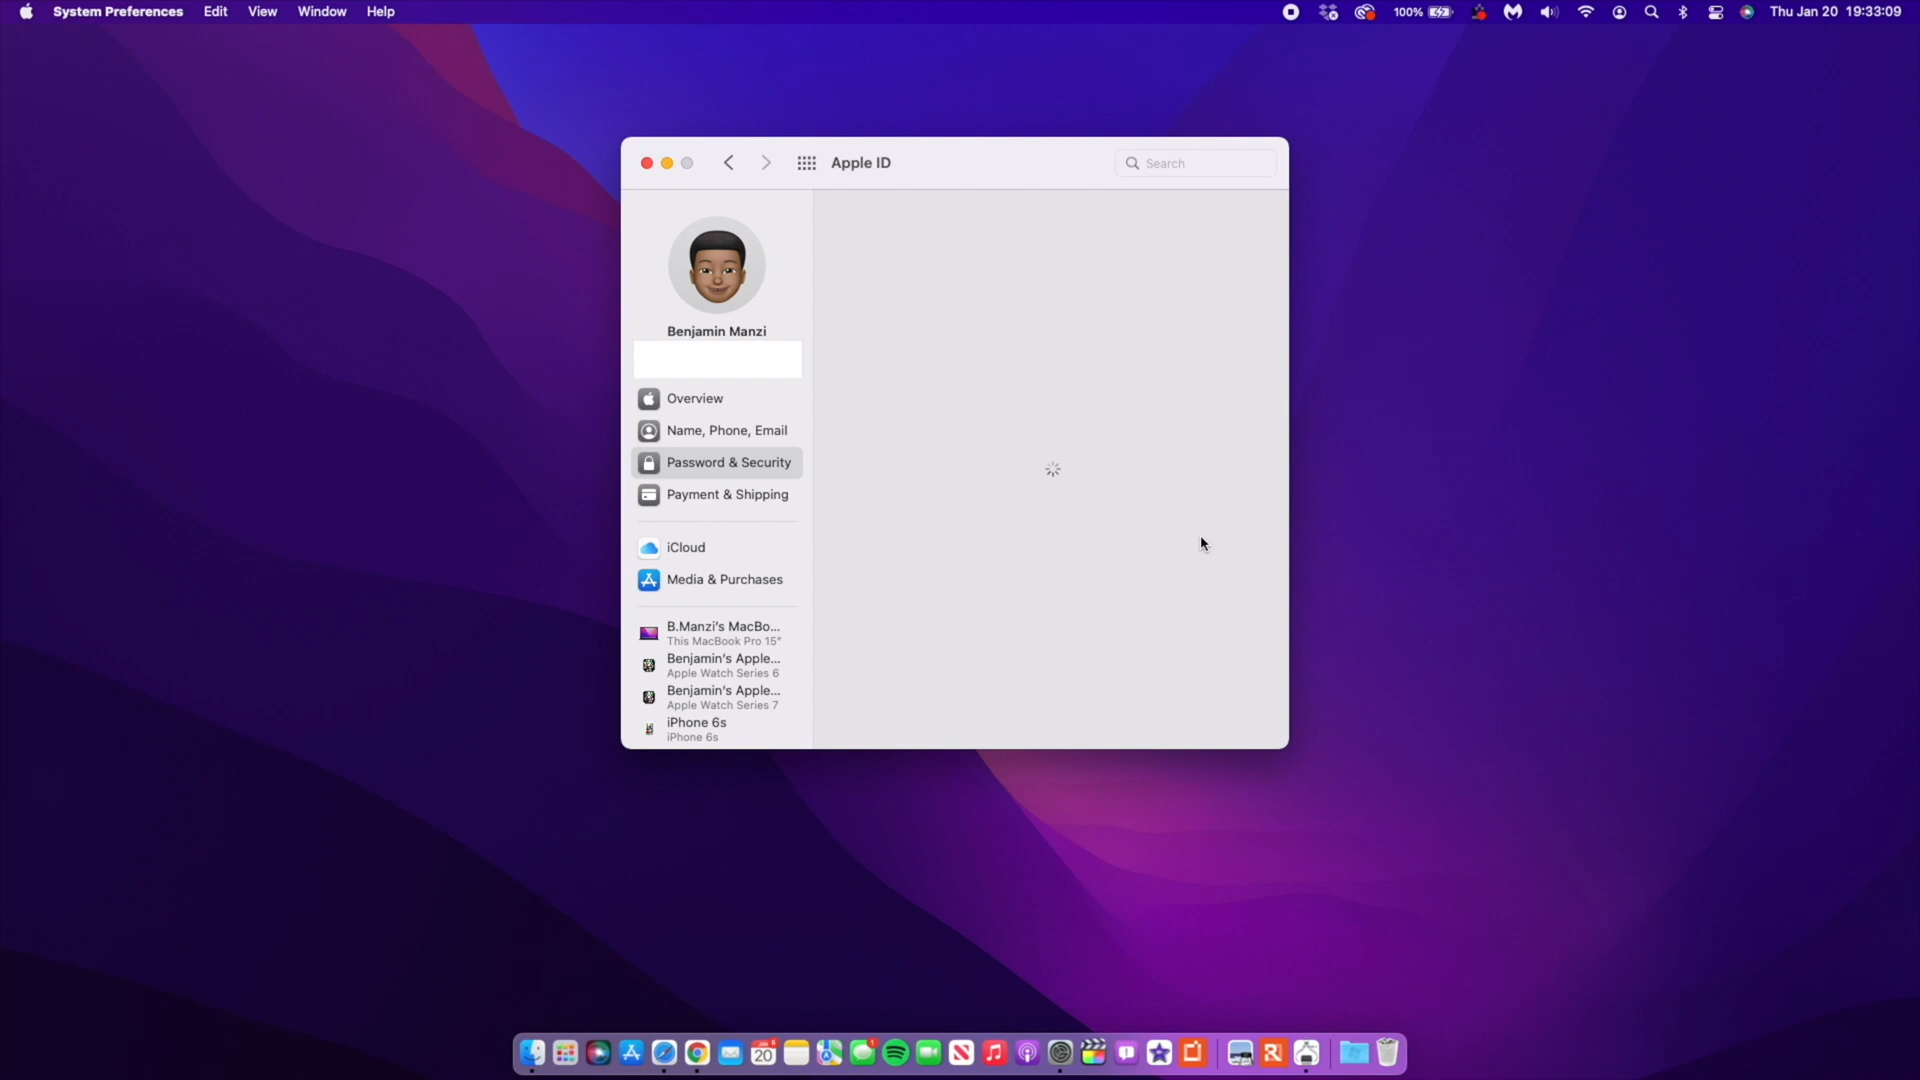 System Preferences Edit View Window Help
100%
Thu Jan 20 19:33:09
Apple ID
Search
Benjamin Manzi
Overview
Name, Phone, Email
Password & Security
Payment & Shipping
iCloud
Media & Purchases
B.Manzi's MacBo...
This MacBook Pro 15"
Benjamin's Apple...
Apple Watch Series 6
Benjamin's Apple...
Apple Watch Series 7
iPhone 6s
iPhone 6s
20